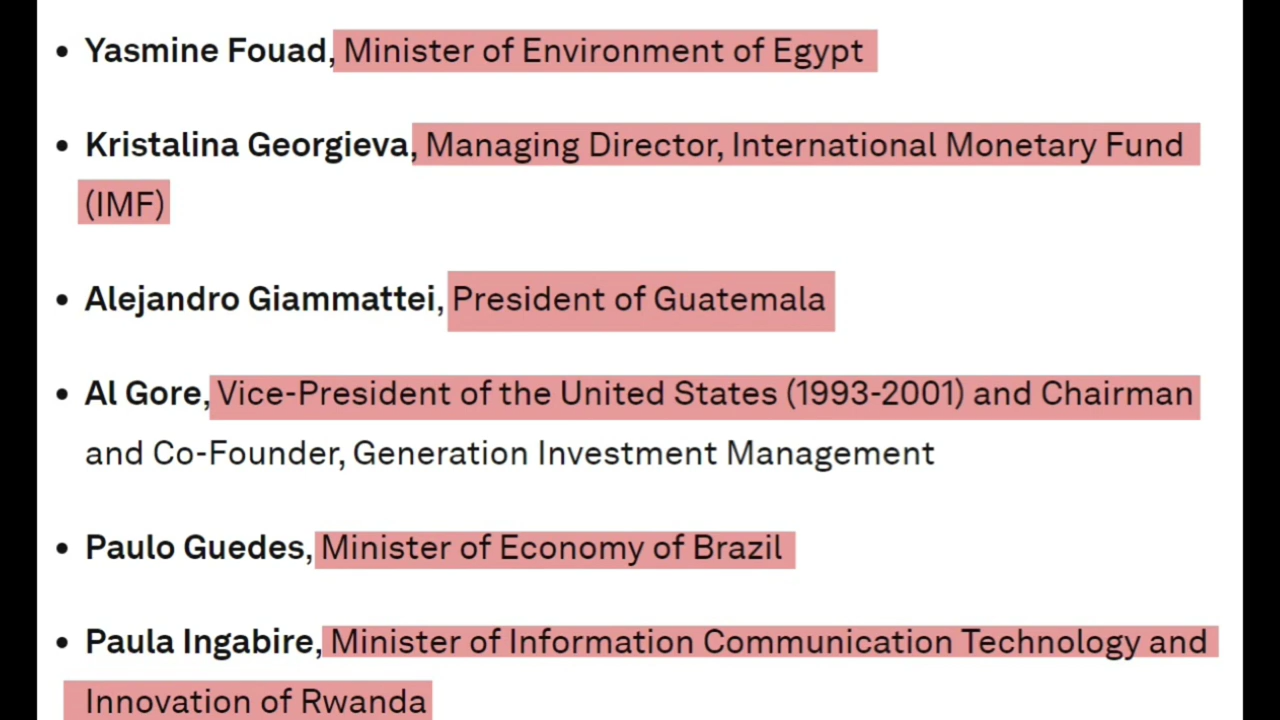 • Yasmine Fouad, Minister of Environment of Egypt
• Kristalina Georgieva, Managing Director, International Monetary Fund
(IMF)
• Alejandro Giammattei, President of Guatemala
• Al Gore, Vice-President of the United States (1993-2001) and Chairman
and Co-Founder, Generation Investment Management
• Paulo Guedes, Minister of Economy of Brazil
• Paula Ingabire, Minister of Information Communication Technology and
Innovation of Rwanda